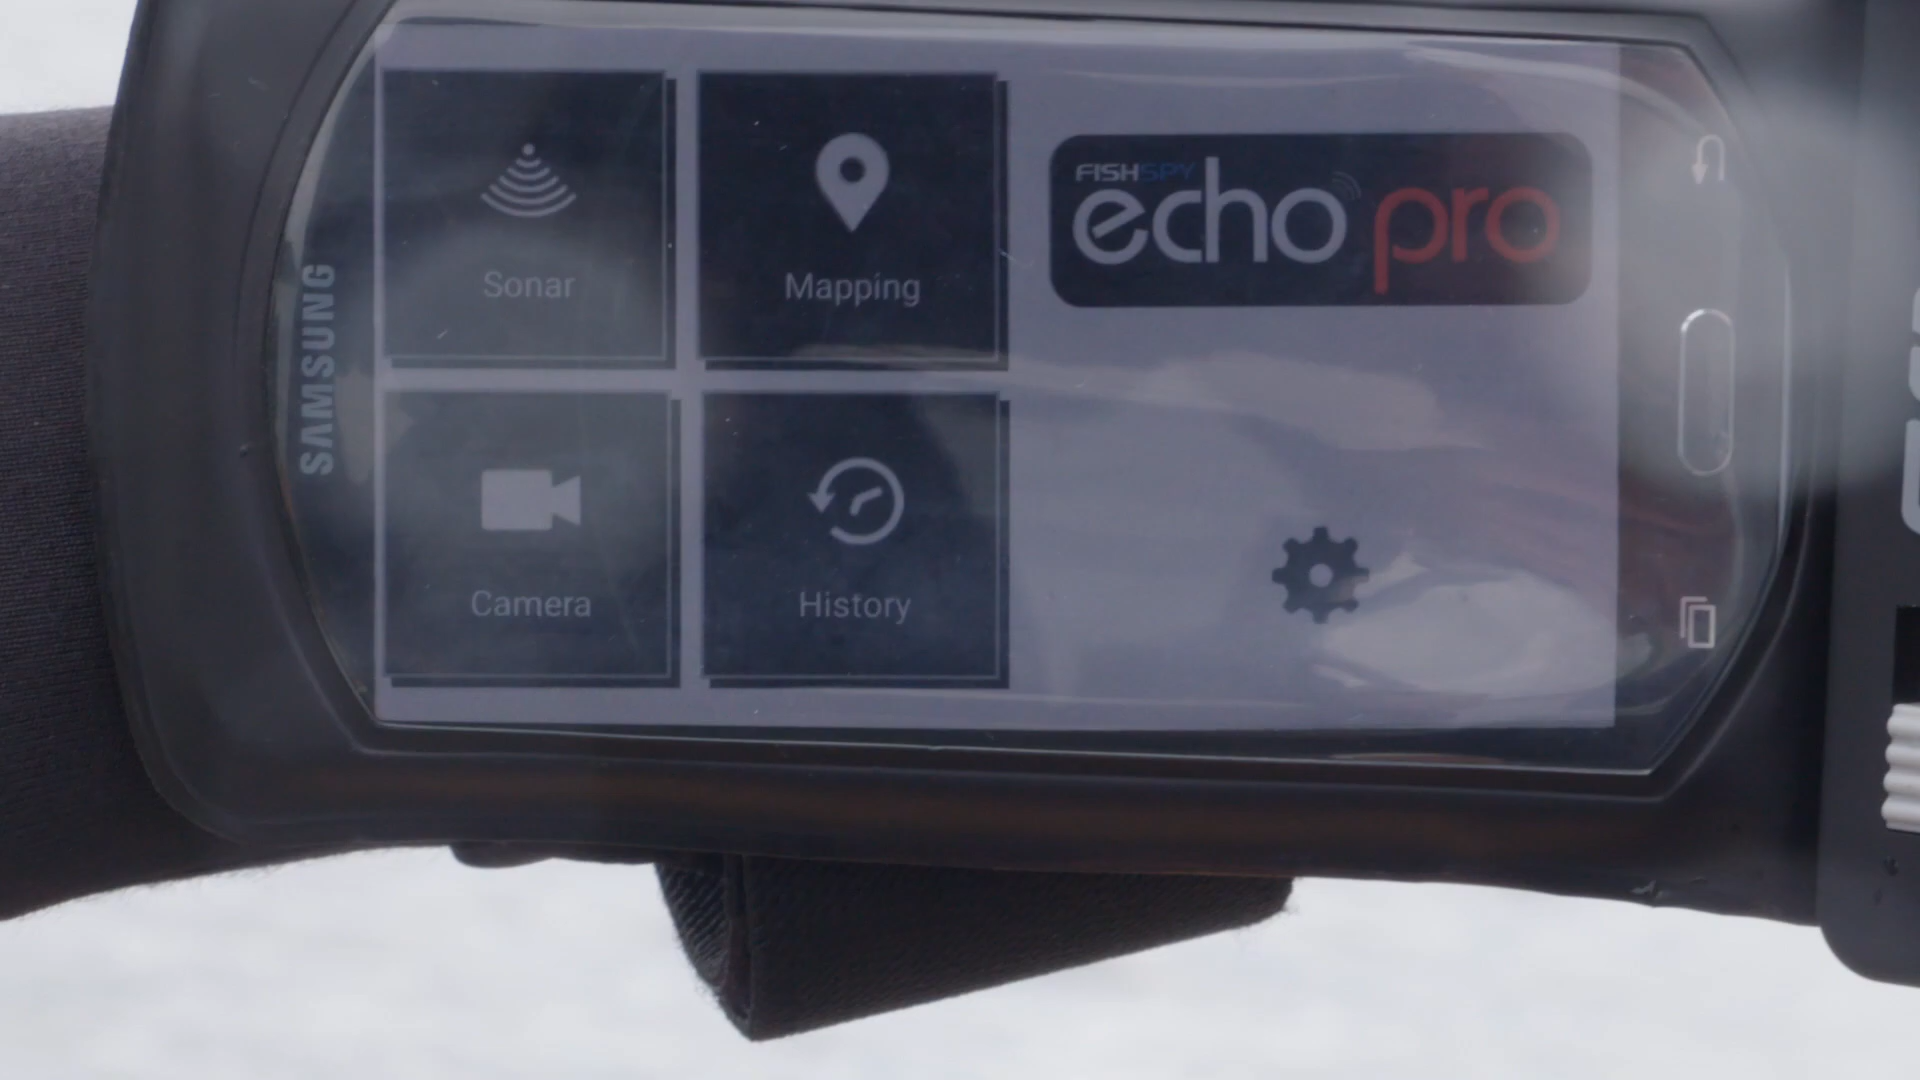 SAMSUNG
Sonar
Mapping
FISHSPY
echo pro
Camera
History